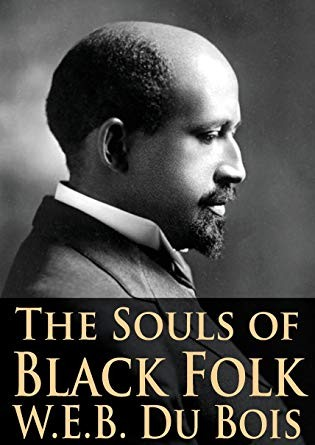 The Souls of
Black Folk
W.E.B. Du Bois